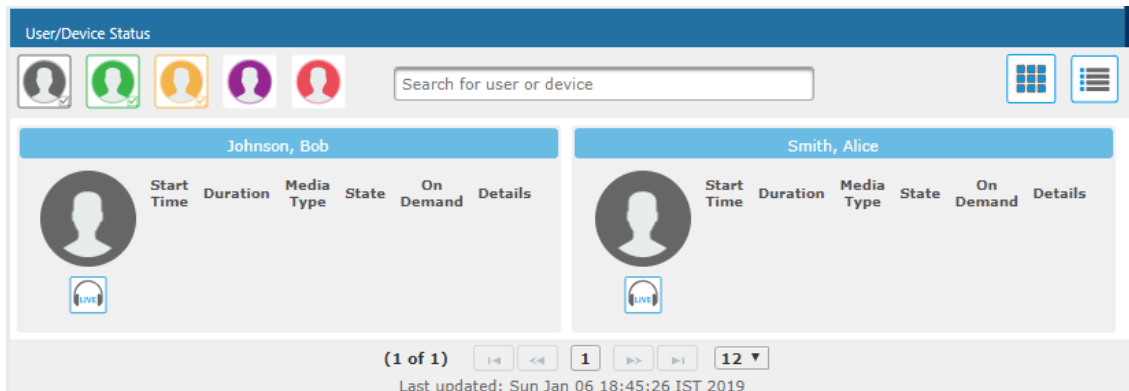 User/Device Status
Search for user or device
Johnson, Bob
Start Time Duration Media Type State On Demand Details
LIVE
Smith, Alice
Start Time Duration Media Type State On Demand Details
LIVE
(1 of 1) 1 12
Last updated: Sun Jan 06 18:45:26 IST 2019